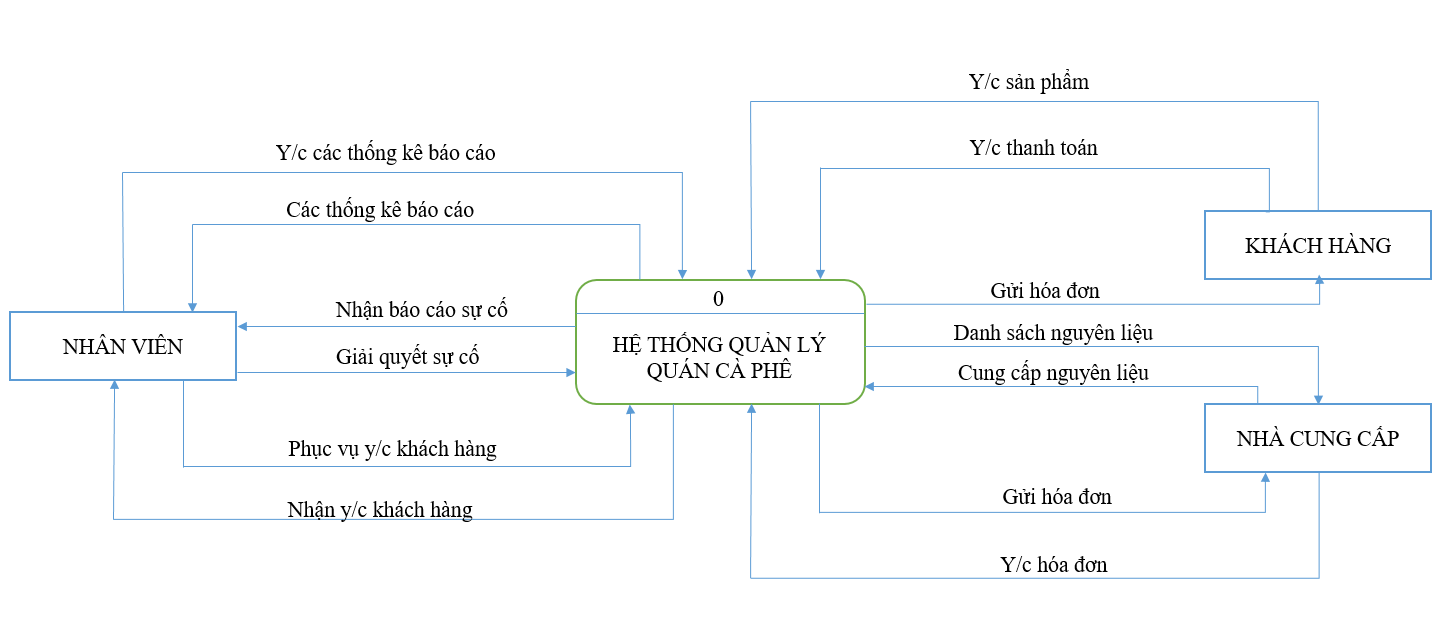 Y/c sản phẩm
Y/c các thống kê báo cáo
Y/c thanh toán
Các thống kê báo cáo
KHÁCH HÀNG
Nhận báo cáo sự cố
0
Gửi hóa đơn
NHÂN VIÊN
HỆ THỐNG QUẢN LÝ
QUÁN CÀ PHÊ
Danh sách nguyên liệu
Giải quyết sự cố
Cung cấp nguyên liệu
NHÀ CUNG CẤP
Phục vụ y/c khách hàng
Gửi hóa đơn
Nhận y/c khách hàng
Y/c hóa đơn